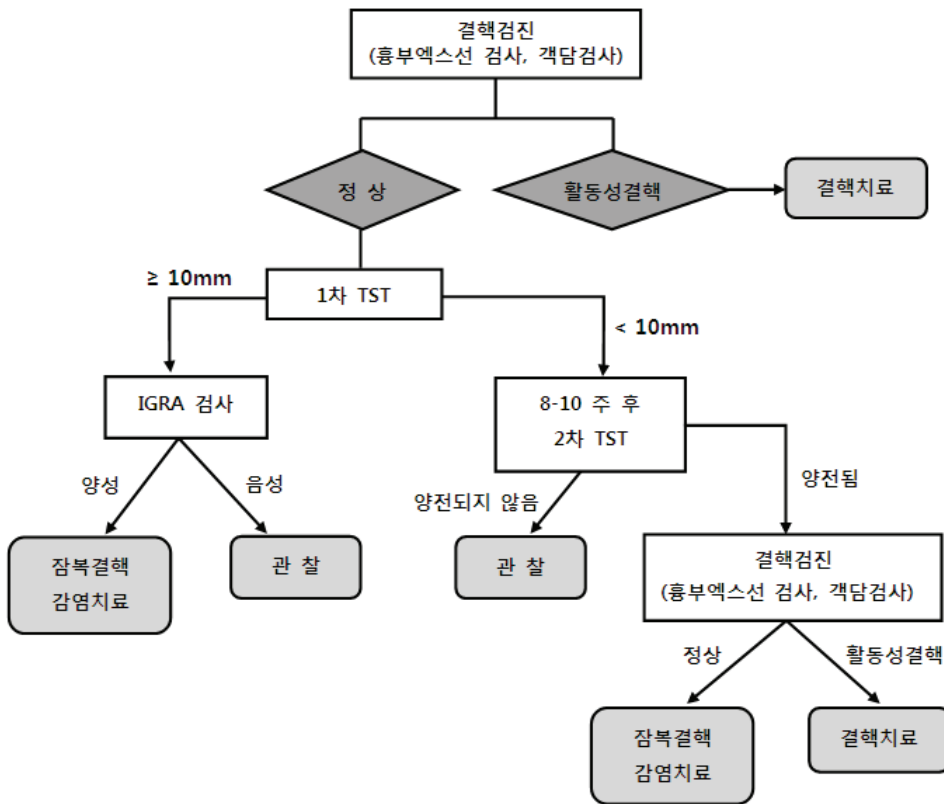 결핵검진
(흉부엑스선 검사, 객담검사)
정 상
활동성결핵
결핵치료
≥ 10mm
1차 TST
< 10mm
IGRA 검사
8-10 주 후
2차 TST
양성
음성
양전되지 않음
양전됨
잠복결핵
감염치료
관 찰
관 찰
결핵검진
(흉부엑스선 검사, 객담검사)
정상
활동성결핵
잠복결핵
감염치료
결핵치료